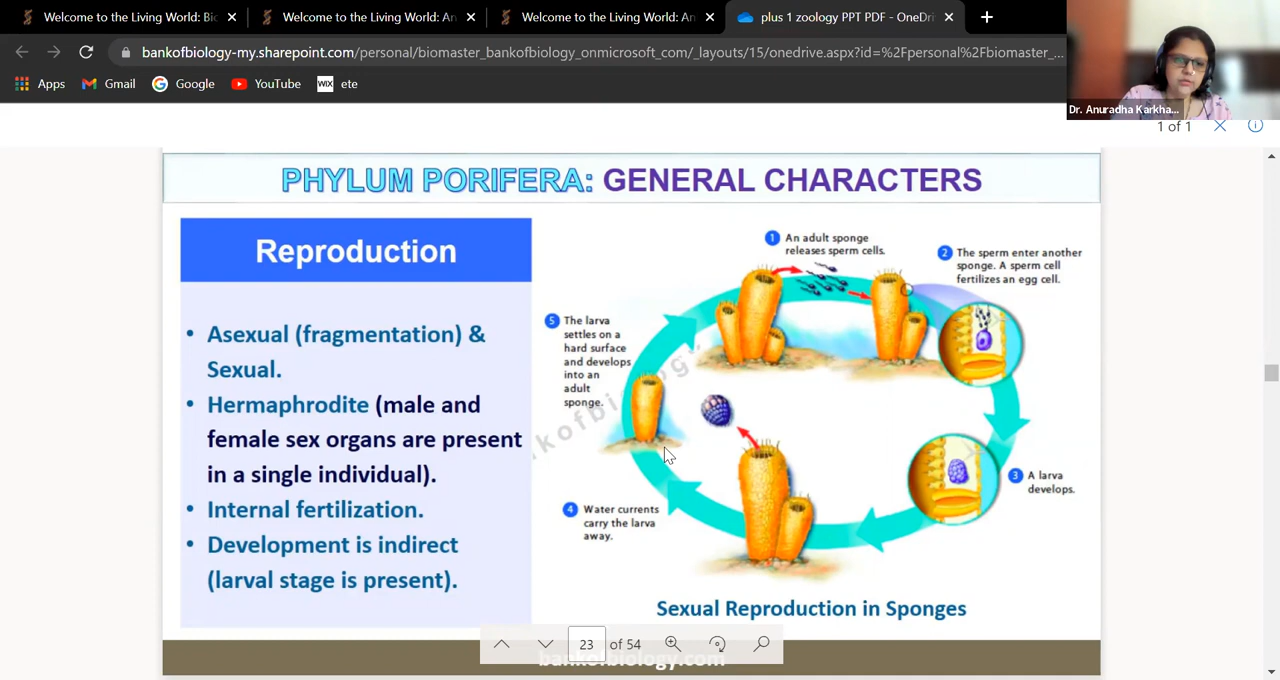 Welcome to the Living World: Bio
Welcome to the Living World: An
Welcome to the Living World: An
plus 1 zoology PPT PDF - OneDri
bankofbiology-my.sharepoint.com/personal/biomaster_bankofbiology_onmicrosoft_com/_layouts/15/onedrive.aspx?id=%2Fpersonal%2Fbiomaster_...
Apps
Gmail
Google
YouTube
WIX
ete
Dr. Anuradha Karkha...
1 of 1
PHYLUM PORIFERA: GENERAL CHARACTERS
Reproduction
• Asexual (fragmentation) &
Sexual.
• Hermaphrodite (male and
female sex organs are present
in a single individual).
• Internal fertilization.
• Development is indirect
(larval stage is present).
1 An adult sponge
releases sperm cells.
2 The sperm enter another
sponge. A sperm cell
fertilizes an egg cell.
3 A larva
develops.
4 Water currents
carry the larva
away.
5 The larva
settles on a
hard surface
and develops
into an
adult
sponge.
Sexual Reproduction in Sponges
23 of 54
bankofbiology.com